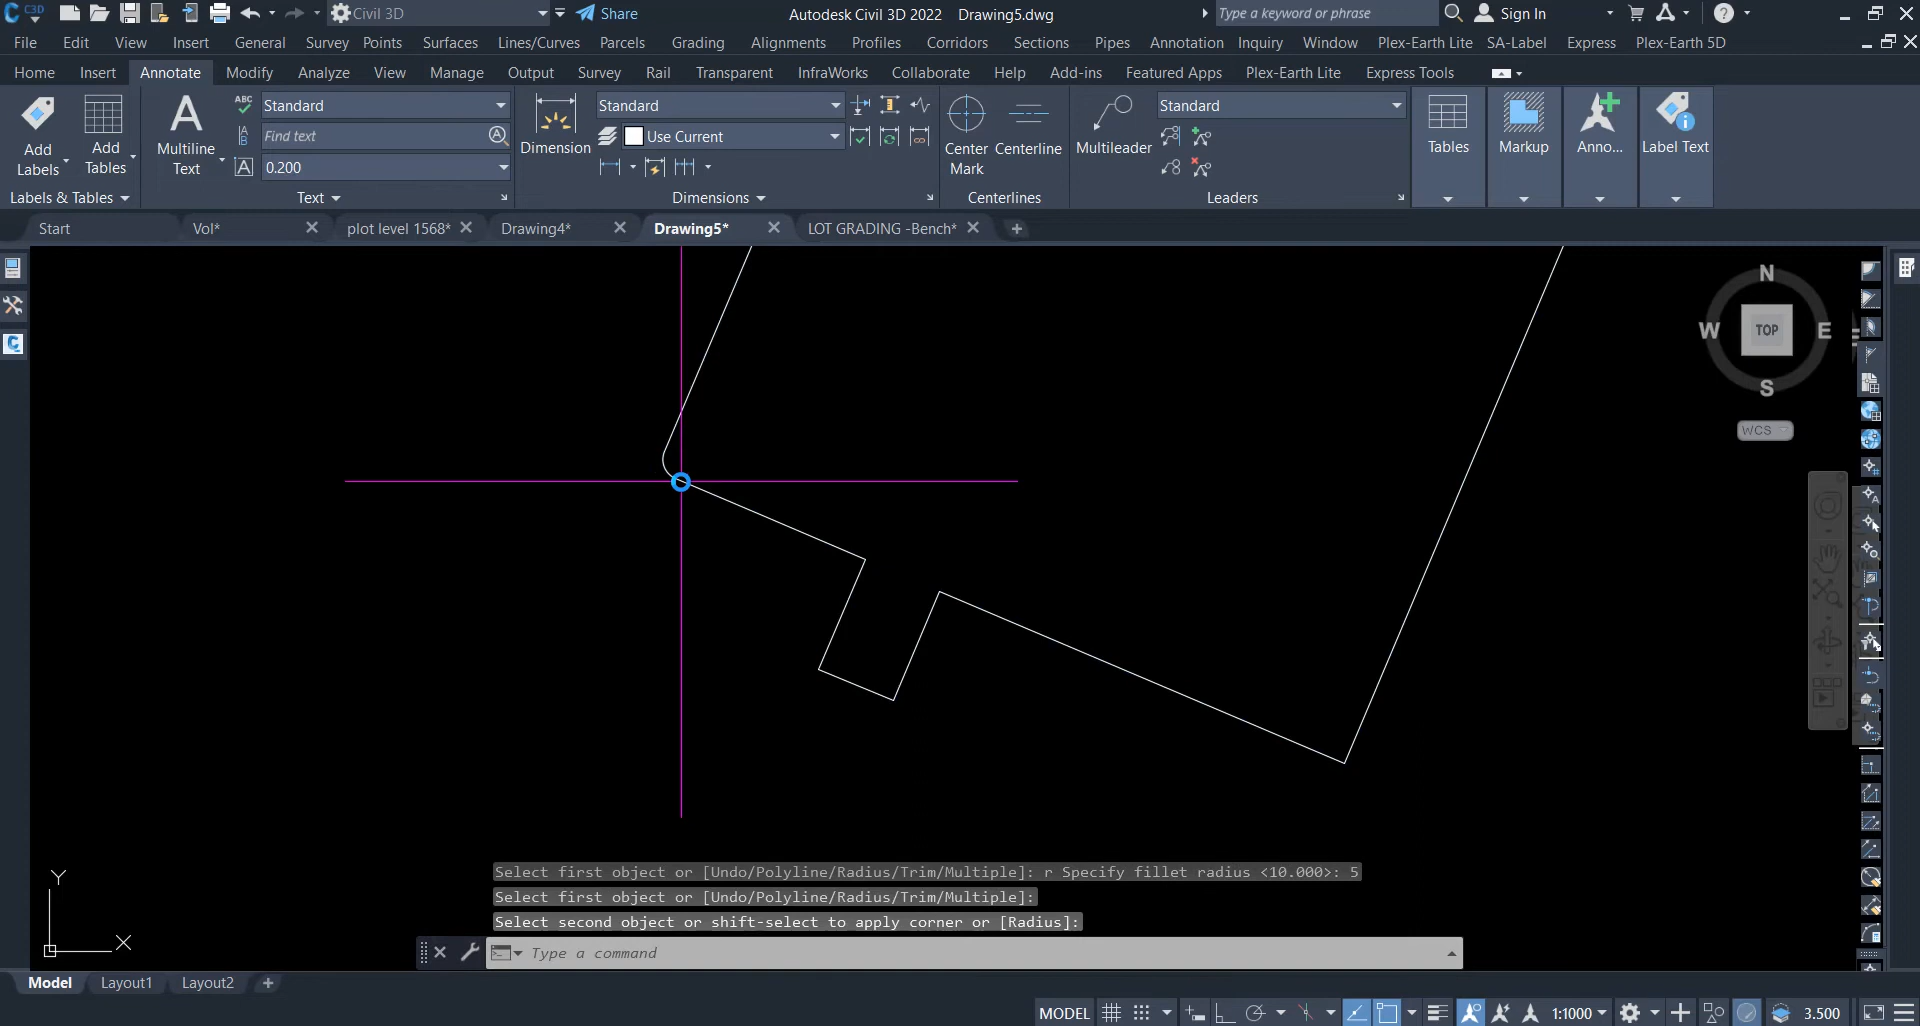 C3D Civil 3D Share Autodesk Civil 3D 2022 Drawing5.dwg Type a keyword or phrase Sign In
File Edit View Insert General Survey Points Surfaces Lines/Curves Parcels Grading Alignments Profiles Corridors Sections Pipes Annotation Inquiry Window Plex-Earth Lite SA-Label Express Plex-Earth 5D
Home Insert Annotate Modify Analyze View Manage Output Survey Rail Transparent InfraWorks Collaborate Help Add-ins Featured Apps Plex-Earth Lite Express Tools
ABC Standard Standard Standard
Find text Use Current
Add Labels Add Tables Multiline Text Dimension Center Mark Centerline Multileader Tables Markup Anno... Label Text
0.200
Labels & Tables Text Dimensions Centerlines Leaders
Start Vol* plot level 1568* Drawing4* Drawing5* LOT GRADING -Bench*
N
W TOP E
S
WCS
Select first object or [Undo/Polyline/Radius/Trim/Multiple]: r Specify fillet radius <10.000>: 5
Select first object or [Undo/Polyline/Radius/Trim/Multiple]:
Select second object or shift-select to apply corner or [Radius]:
Y
X
Type a command
Model Layout1 Layout2
MODEL 1:1000 3.500